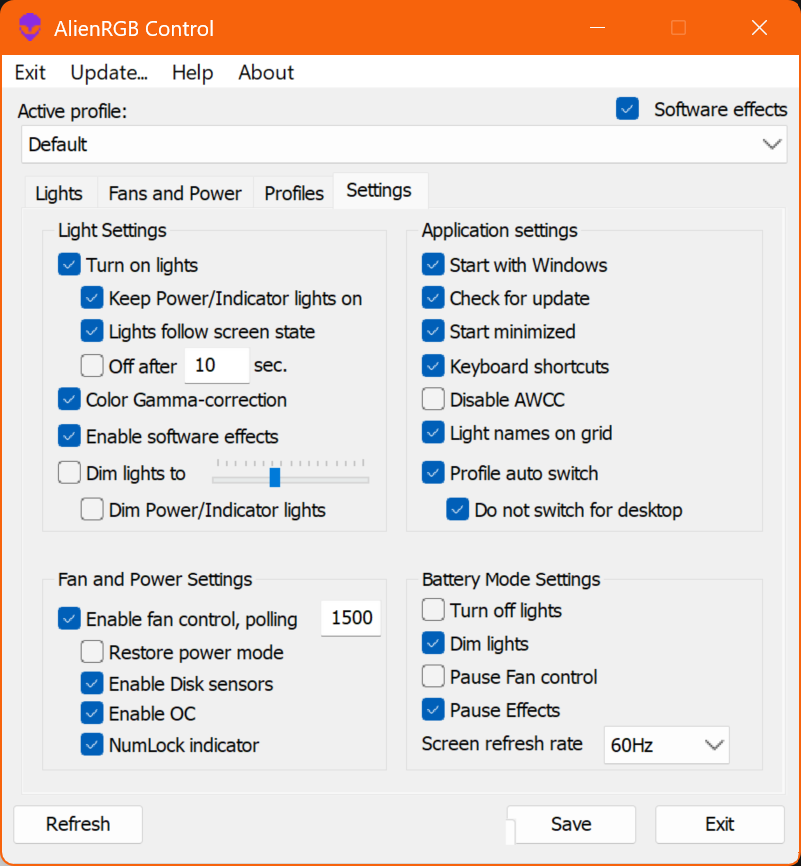 AlienRGB Control
Exit Update... Help About
Active profile:
Software effects
Default
Lights Fans and Power Profiles Settings
Light Settings
Turn on lights
Keep Power/Indicator lights on
Lights follow screen state
Off after 10 sec.
Color Gamma-correction
Enable software effects
Dim lights to
Dim Power/Indicator lights
Application settings
Start with Windows
Check for update
Start minimized
Keyboard shortcuts
Disable AWCC
Light names on grid
Profile auto switch
Do not switch for desktop
Fan and Power Settings
Enable fan control, polling 1500
Restore power mode
Enable Disk sensors
Enable OC
NumLock indicator
Battery Mode Settings
Turn off lights
Dim lights
Pause Fan control
Pause Effects
Screen refresh rate 60Hz
Refresh Save Exit